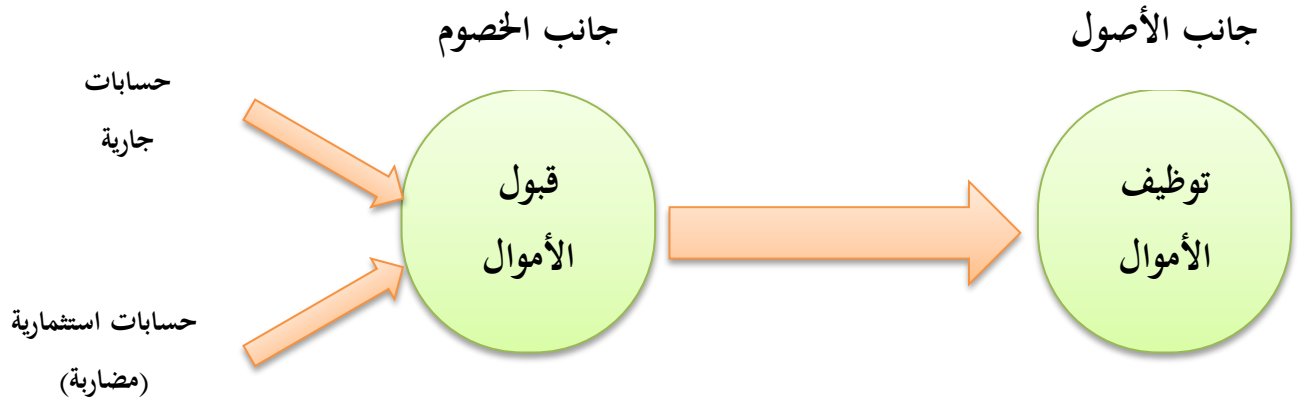 جانب الأصول
جانب الخصوم
حسابات
جارية
قبول
الأموال
توظيف
الأموال
حسابات استثمارية
(مضاربة)